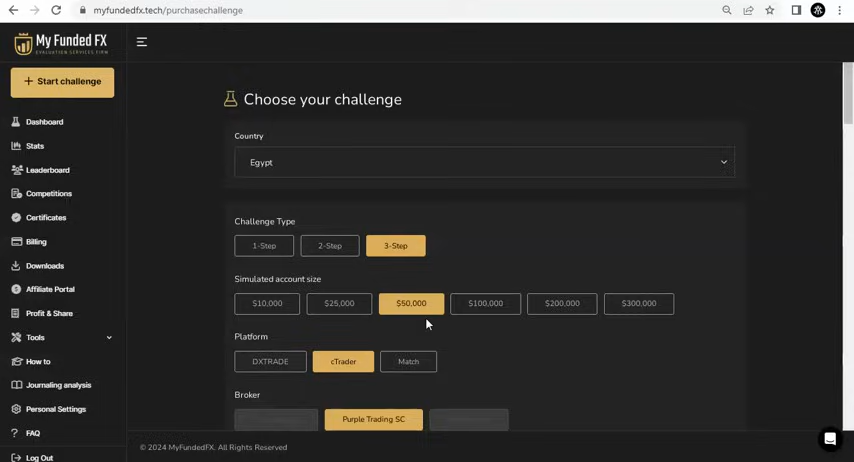 myfundedfx.tech/purchasechallenge
My Funded FX
EVALUATION SERVICES FIRM
+ Start challenge
Dashboard
Stats
Leaderboard
Competitions
Certificates
Billing
Downloads
Affiliate Portal
Profit & Share
Tools
How to
Journaling analysis
Personal Settings
FAQ
Log Out
Choose your challenge
Country
Egypt
Challenge Type
1-Step 2-Step 3-Step
Simulated account size
$10,000 $25,000 $50,000 $100,000 $200,000 $300,000
Platform
DXTRADE cTrader Match
Broker
Purple Trading SC
© 2024 MyFundedFX. All Rights Reserved